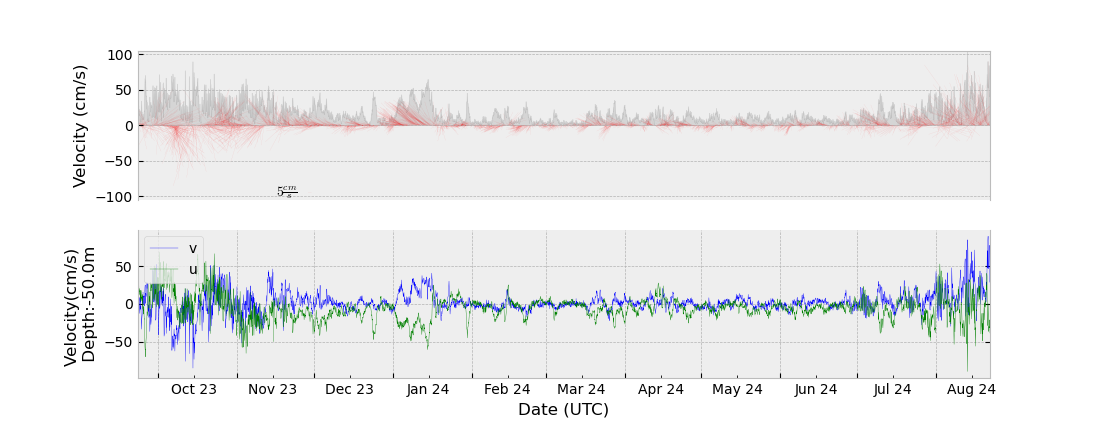 100
50
0
−50
−100
Velocity (cm/s)
5 cm/s
v
u
50
0
−50
Velocity(cm/s)
Depth:-50.0m
Oct 23 Nov 23 Dec 23 Jan 24 Feb 24 Mar 24 Apr 24 May 24 Jun 24 Jul 24 Aug 24
Date (UTC)